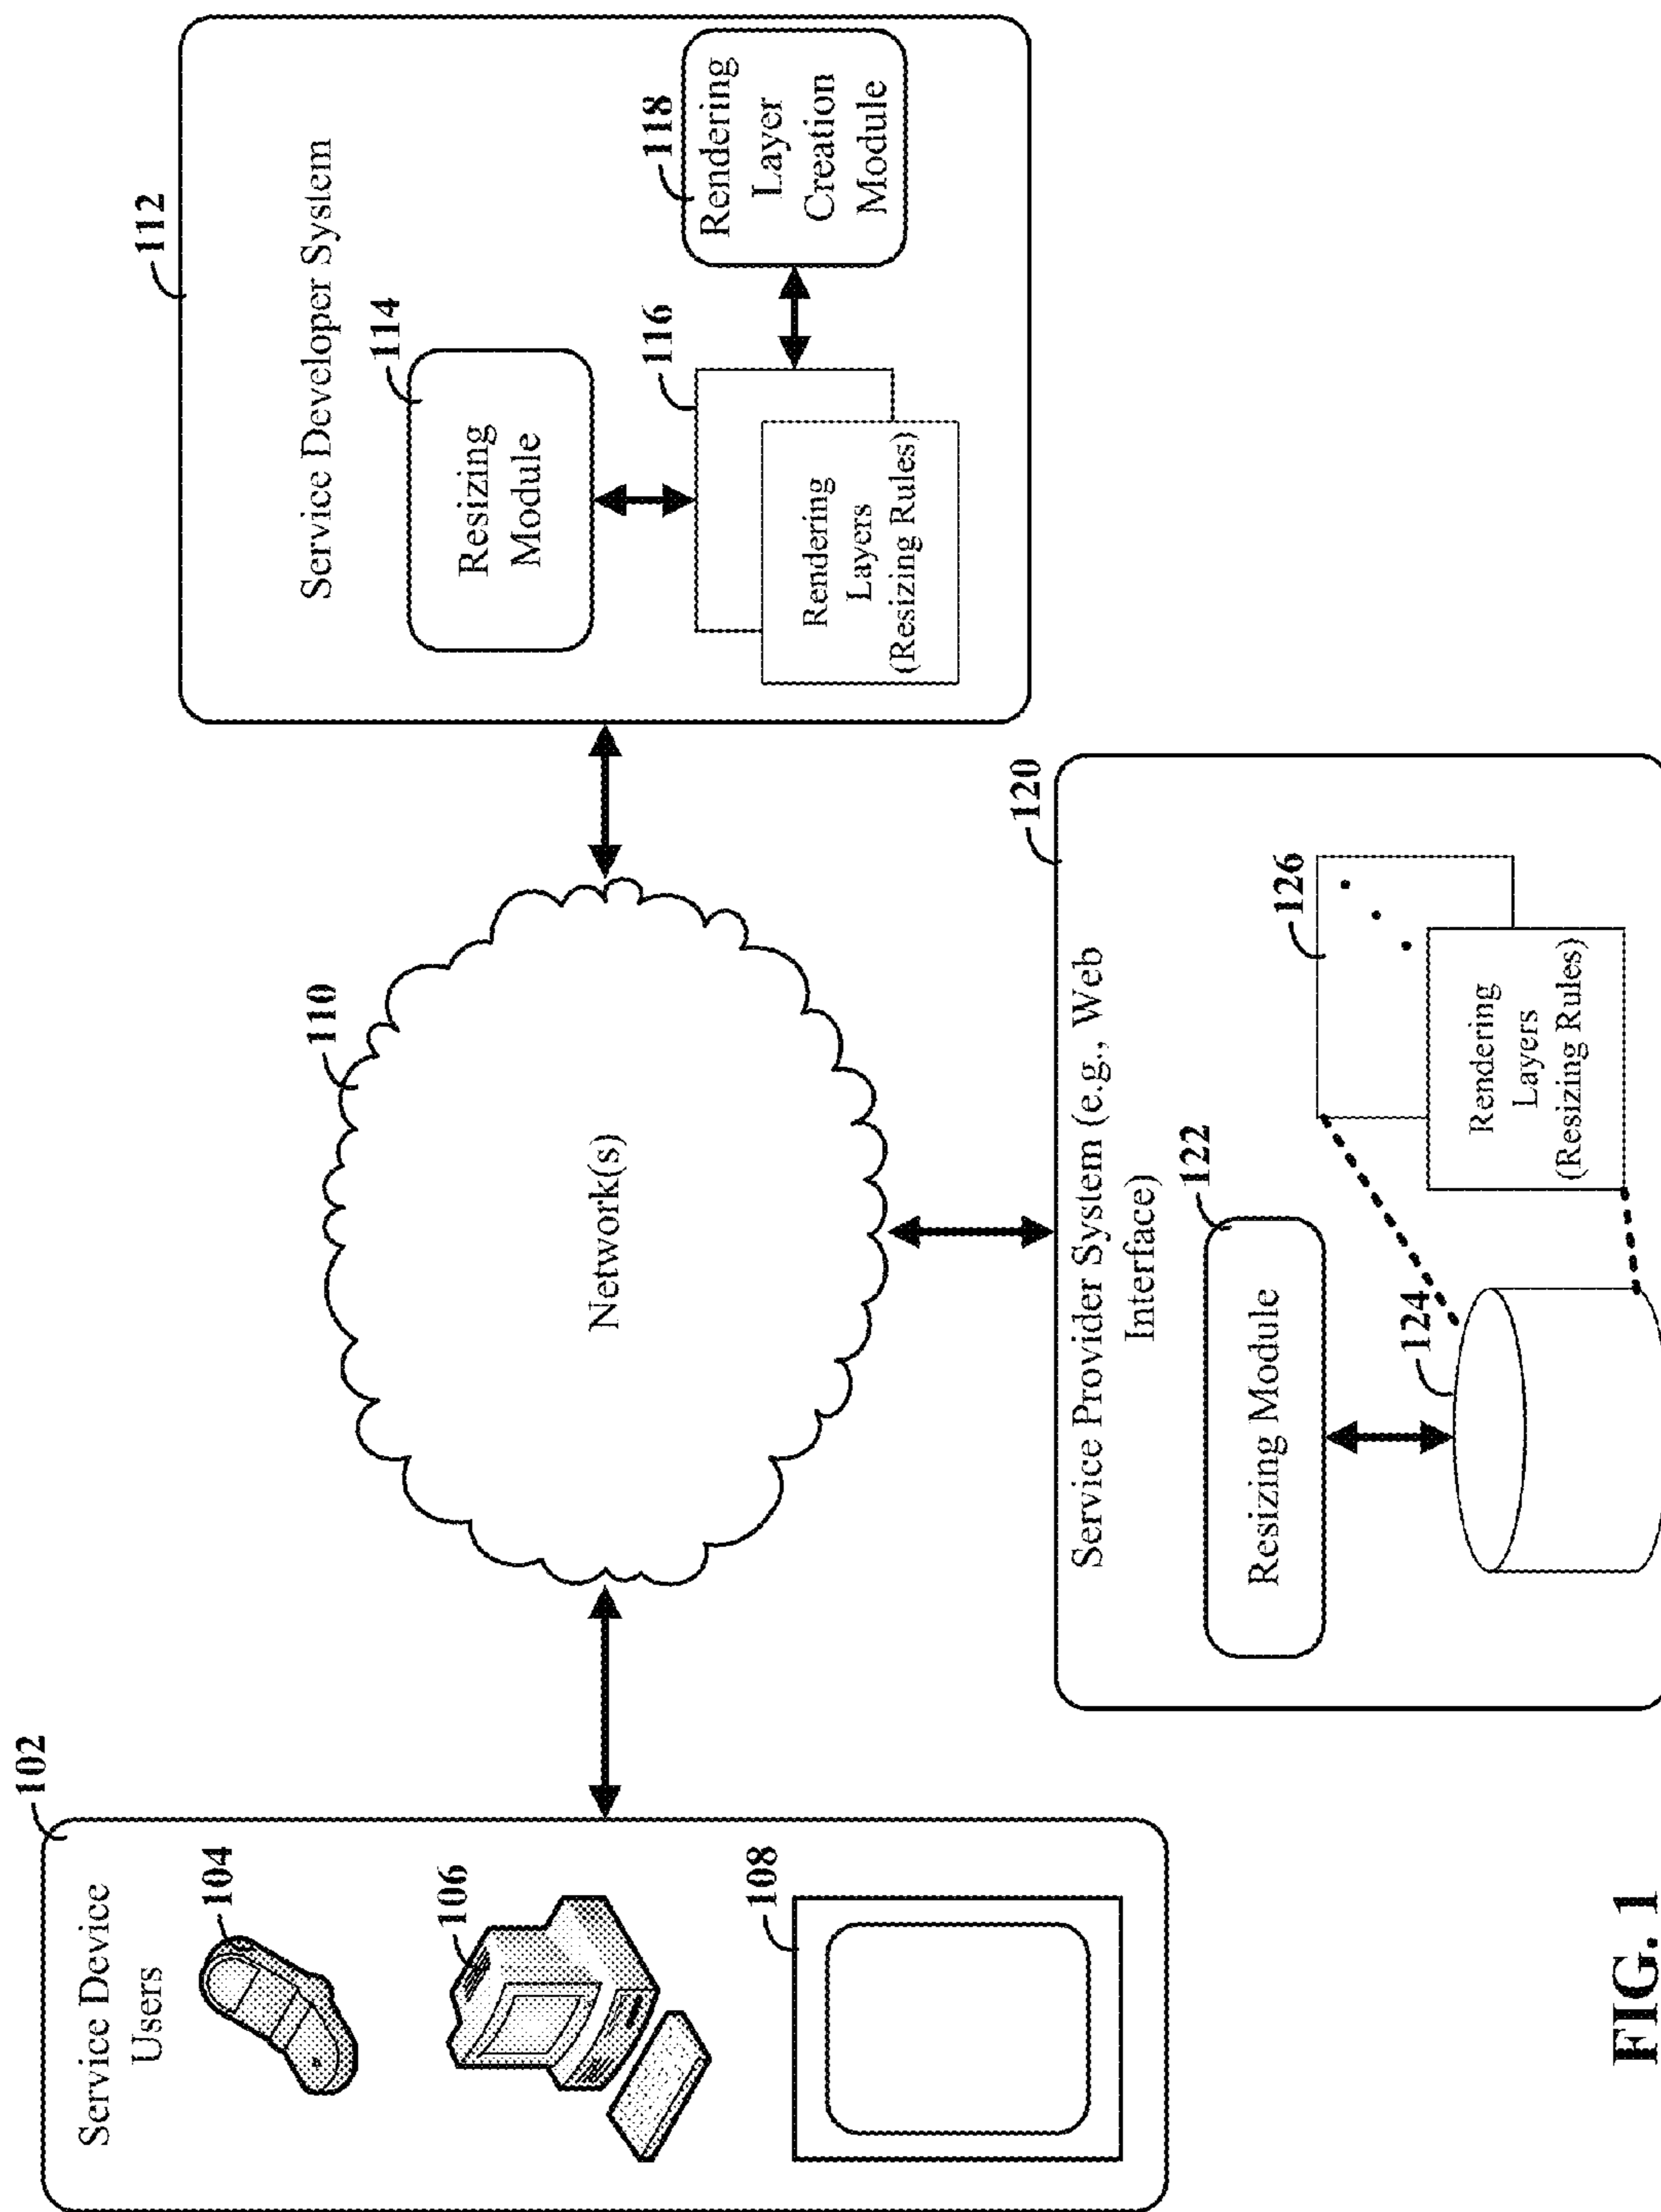 102
Service Device
Users
104
106
108
110
Network(s)
112
Service Developer System
114
Resizing
Module
116
Rendering
Layers
(Resizing Rules)
118
Rendering
Layer
Creation
Module
120
Service Provider System (e.g., Web
Interface)
122
Resizing Module
124
126
Rendering
Layers
(Resizing Rules)
FIG. 1